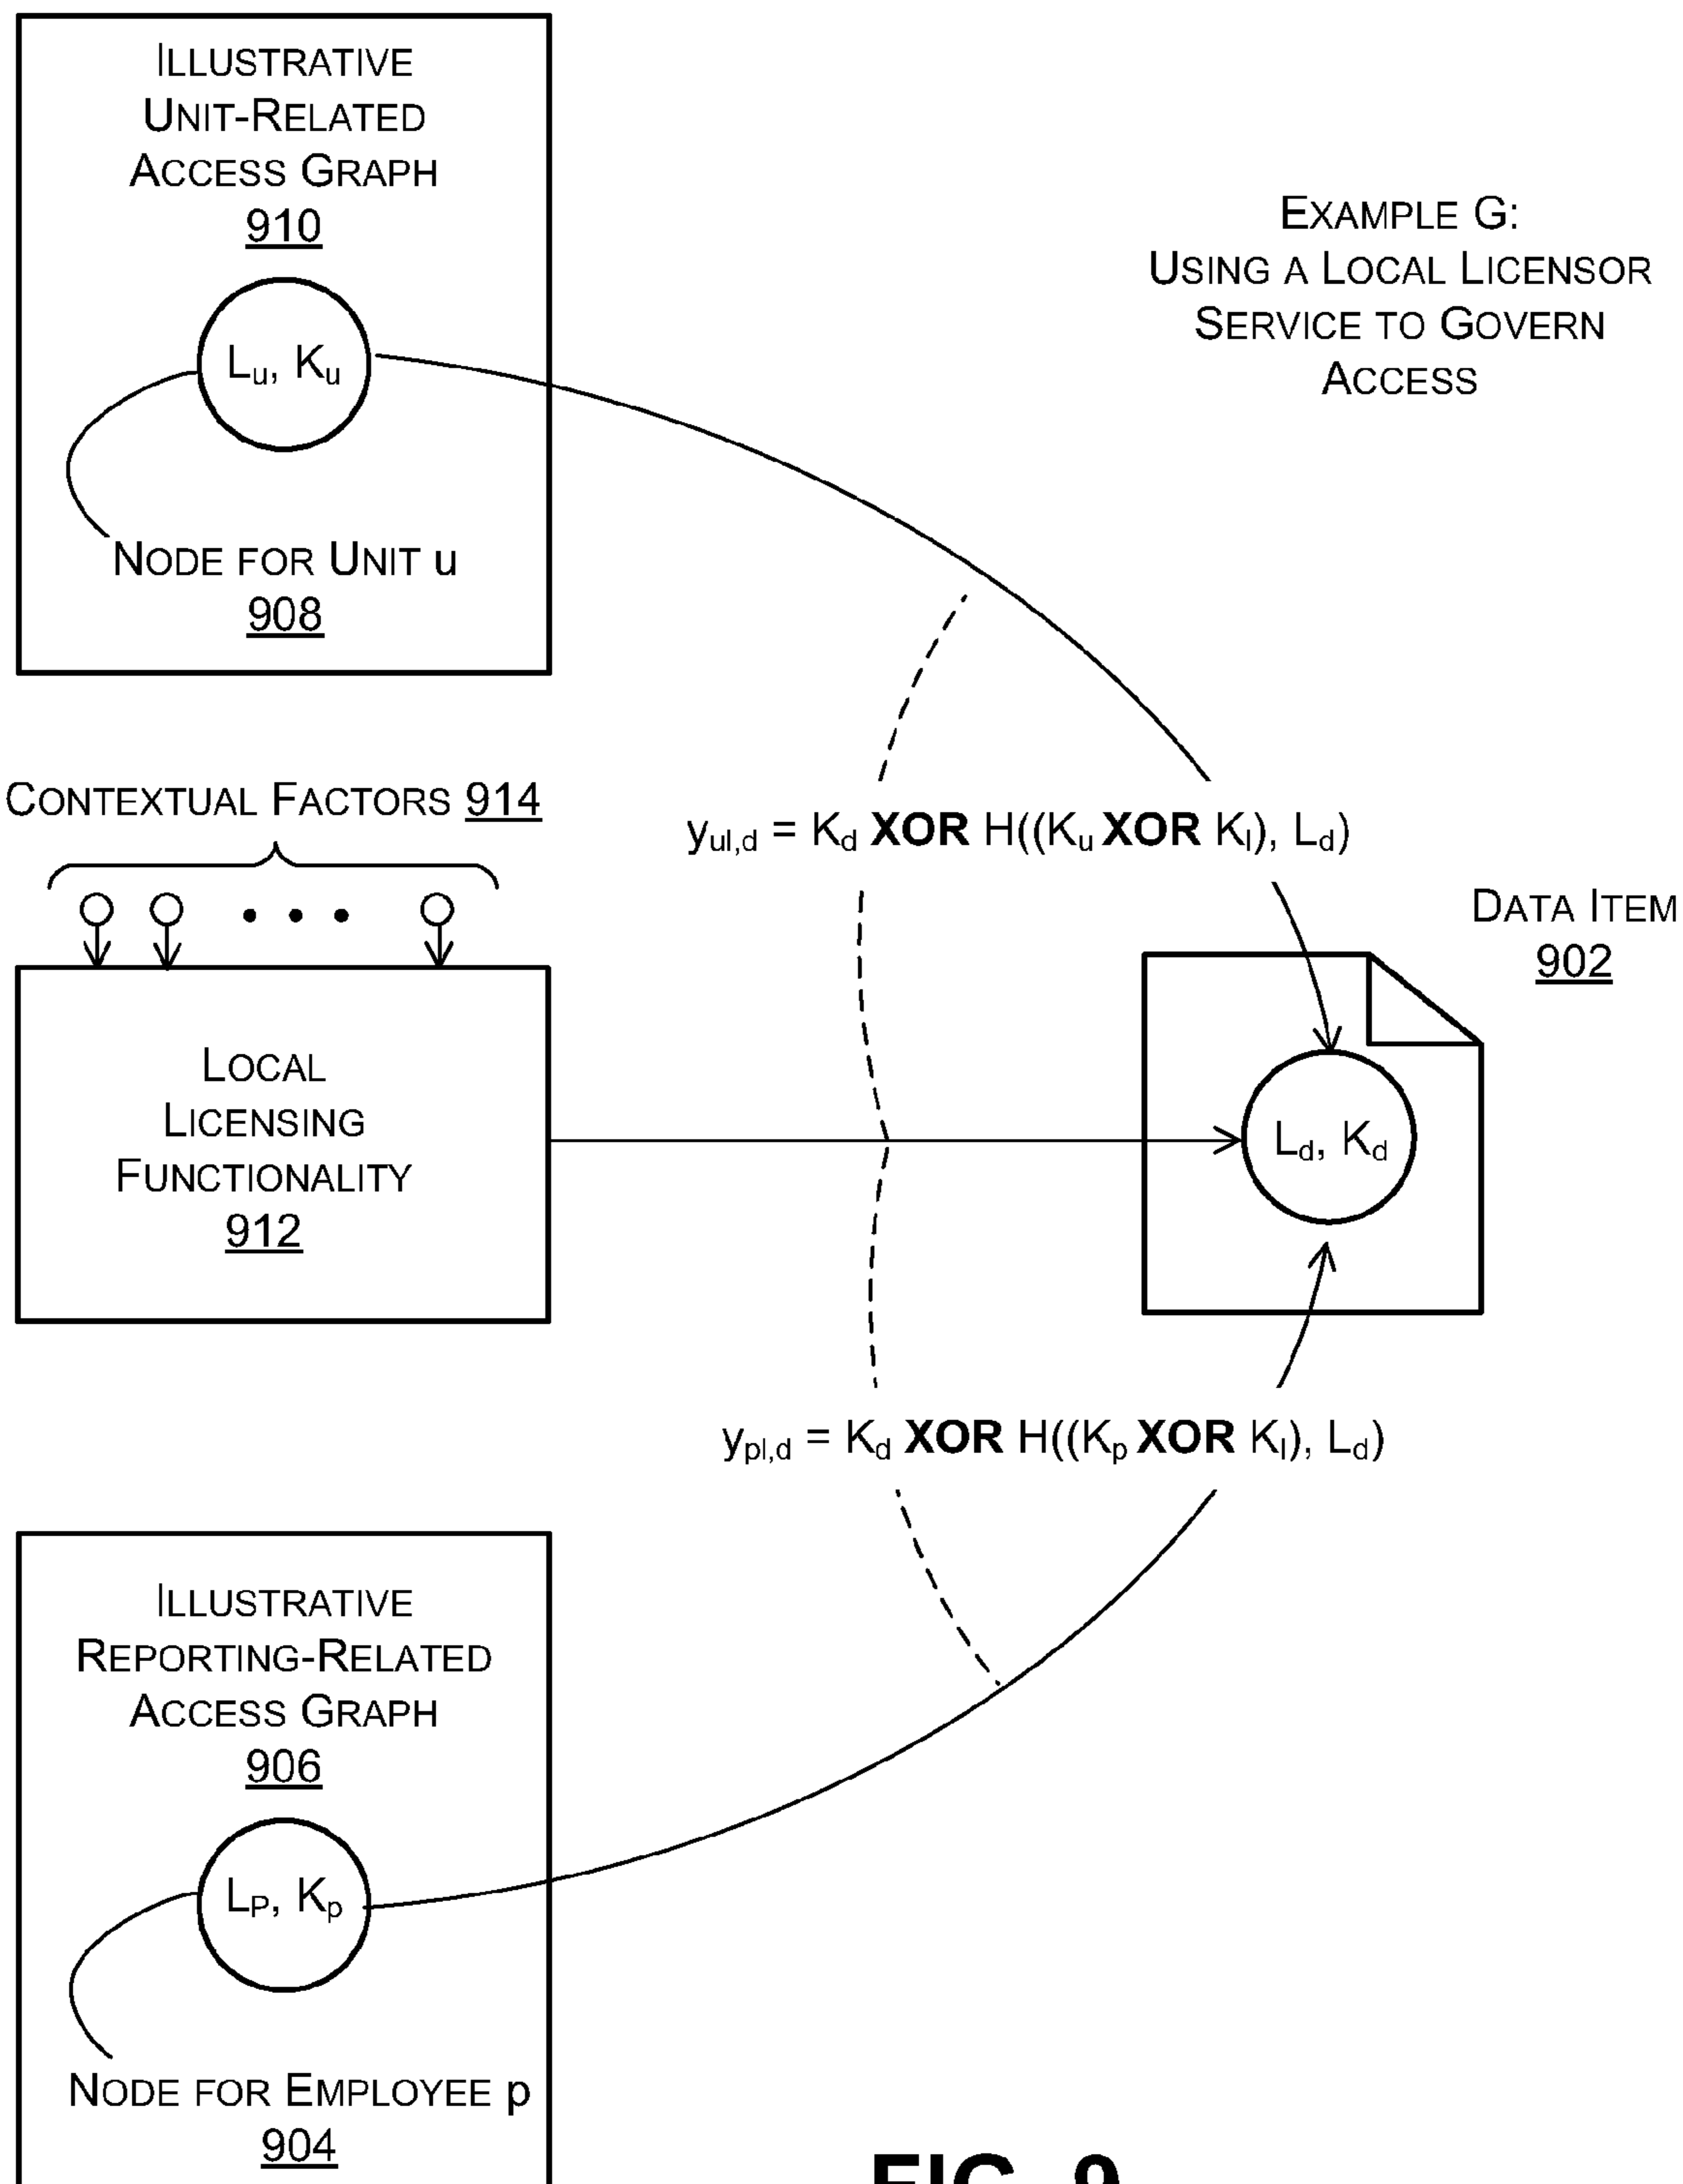 ILLUSTRATIVE
UNIT-RELATED
ACCESS GRAPH
910
Lu, Ku
NODE FOR UNIT u
908
EXAMPLE G:
USING A LOCAL LICENSOR
SERVICE TO GOVERN
ACCESS
CONTEXTUAL FACTORS 914
yul,d = Kd XOR H((Ku XOR Kl), Ld)
DATA ITEM
902
LOCAL
LICENSING
FUNCTIONALITY
912
Ld, Kd
ypl,d = Kd XOR H((Kp XOR Kl), Ld)
ILLUSTRATIVE
REPORTING-RELATED
ACCESS GRAPH
906
LP, Kp
NODE FOR EMPLOYEE p
904
FIG. 9